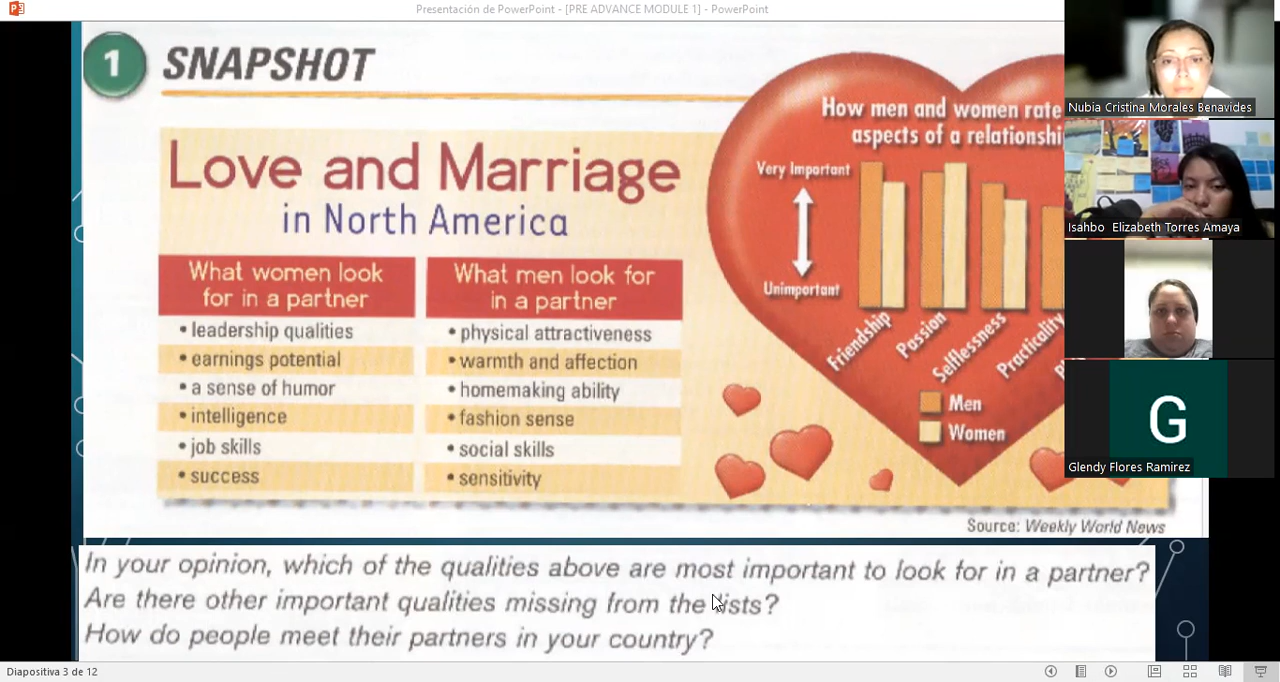 Presentación de PowerPoint - [PRE ADVANCE MODULE 1] - PowerPoint
1 SNAPSHOT
Love and Marriage
in North America
What women look
for in a partner
• leadership qualities
• earnings potential
• a sense of humor
• intelligence
• job skills
• success
What men look for
in a partner
• physical attractiveness
• warmth and affection
• homemaking ability
• fashion sense
• social skills
• sensitivity
How men and women rate
aspects of a
Very Important
Unimportant
Friendship
Passion
Selflessness
Practicality
Men
Women
Source: Weekly World News
In your opinion, which of the qualities above are most important to look for in a partner?
Are there other important qualities missing from the lists?
How do people meet their partners in your country?
Nubia Cristina Morales Benavides
Isahbo Elizabeth Torres Amaya
G
Glendy Flores Ramirez
Diapositiva 3 de 12